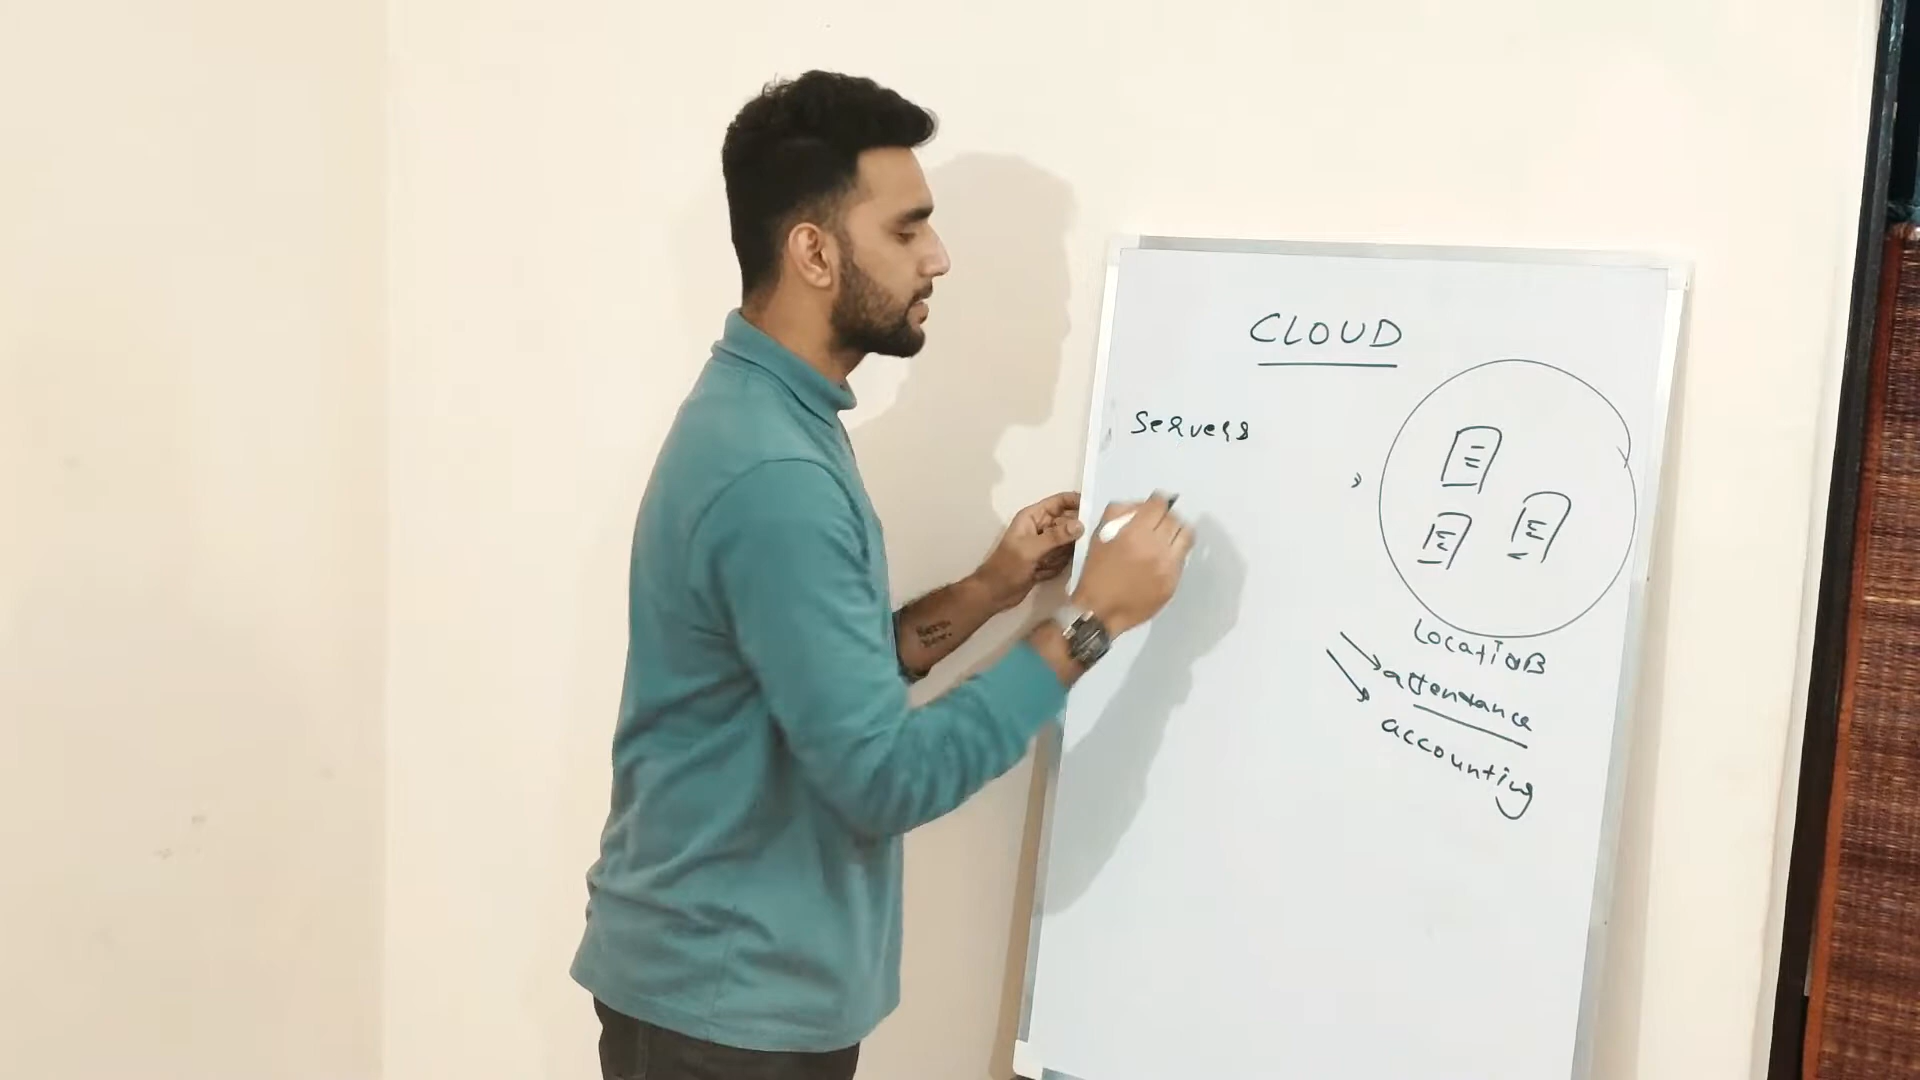 CLOUD
Servers
Location B
attendance
accounting